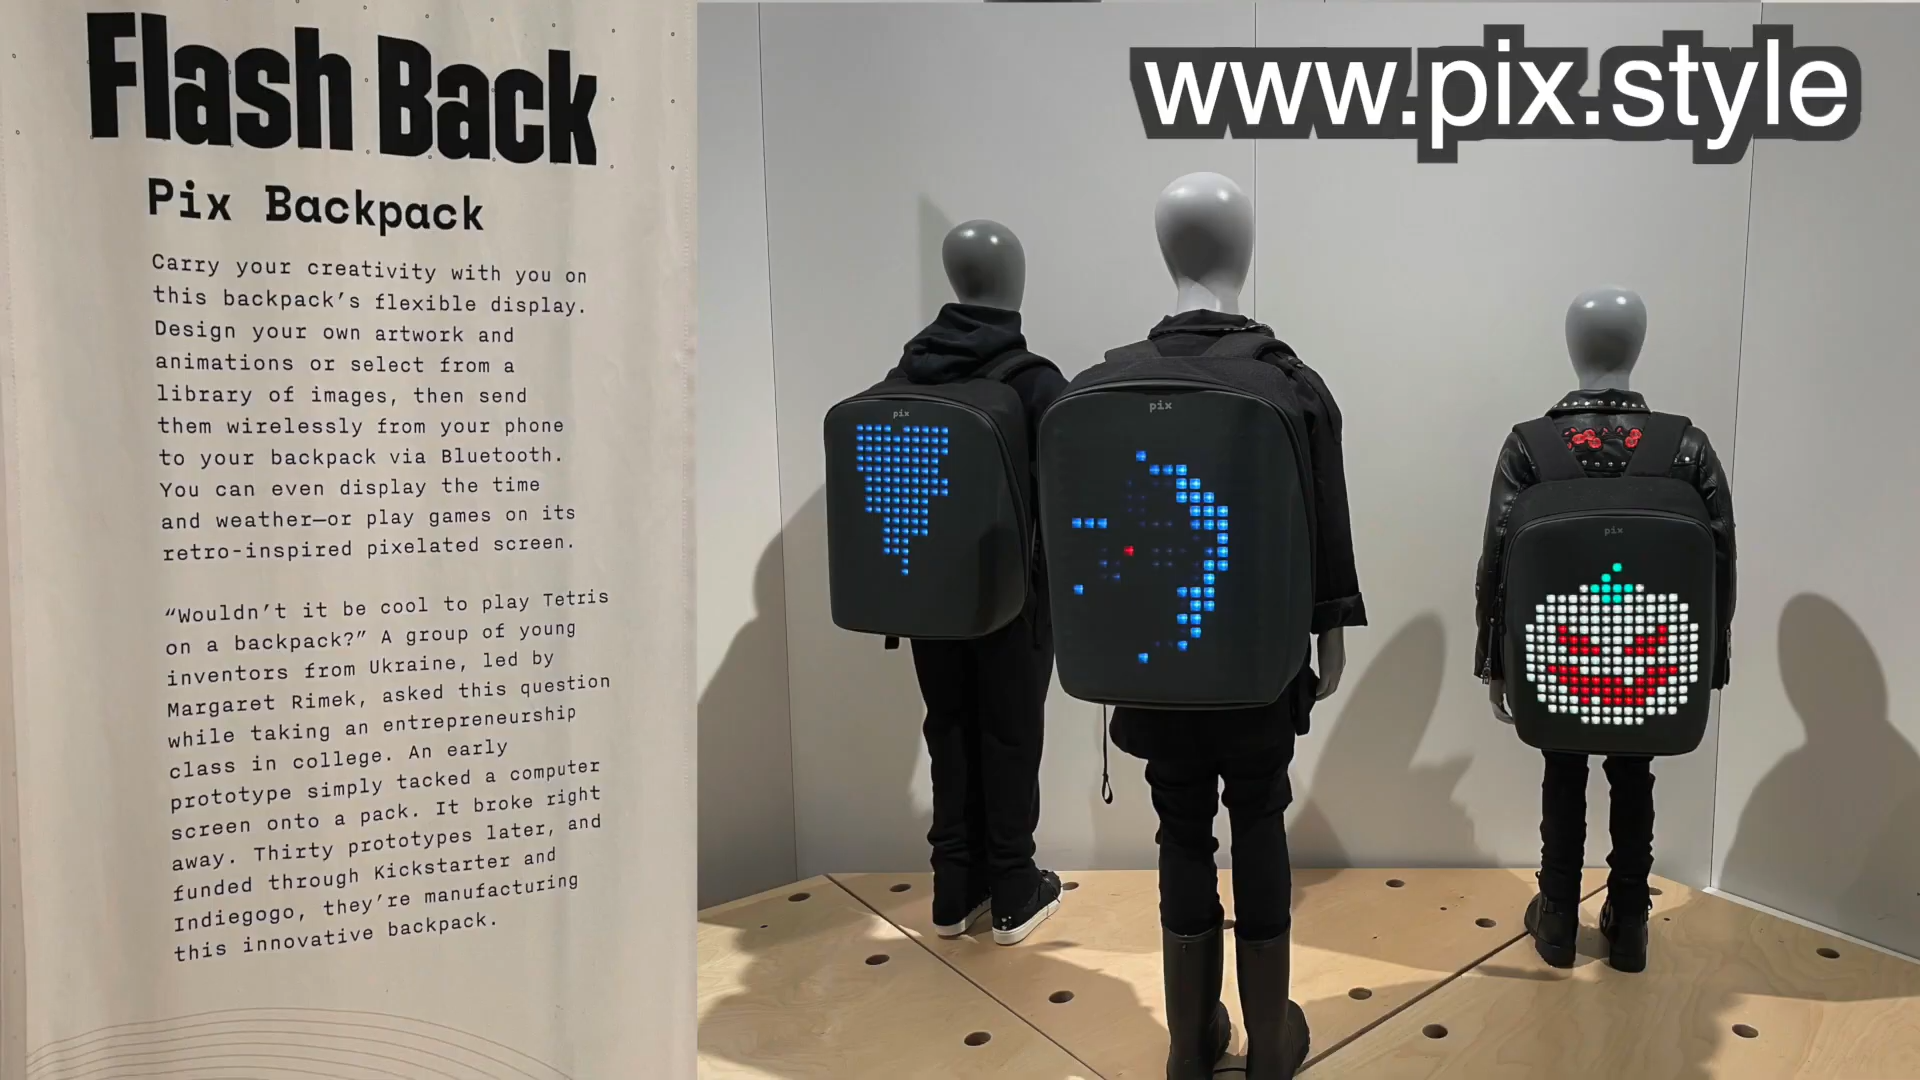 Flash Back
Pix Backpack
Carry your creativity with you on
this backpack's flexible display.
Design your own artwork and
animations or select from a
library of images, then send
them wirelessly from your phone
to your backpack via Bluetooth.
You can even display the time
and weather—or play games on its
retro-inspired pixelated screen.
“Wouldn't it be cool to play Tetris
on a backpack?” A group of young
inventors from Ukraine, led by
Margaret Rimek, asked this question
while taking an entrepreneurship
class in college. An early
prototype simply tacked a computer
screen onto a pack. It broke right
away. Thirty prototypes later, and
funded through Kickstarter and
Indiegogo, they're manufacturing
this innovative backpack.
www.pix.style
pix
pix
pix